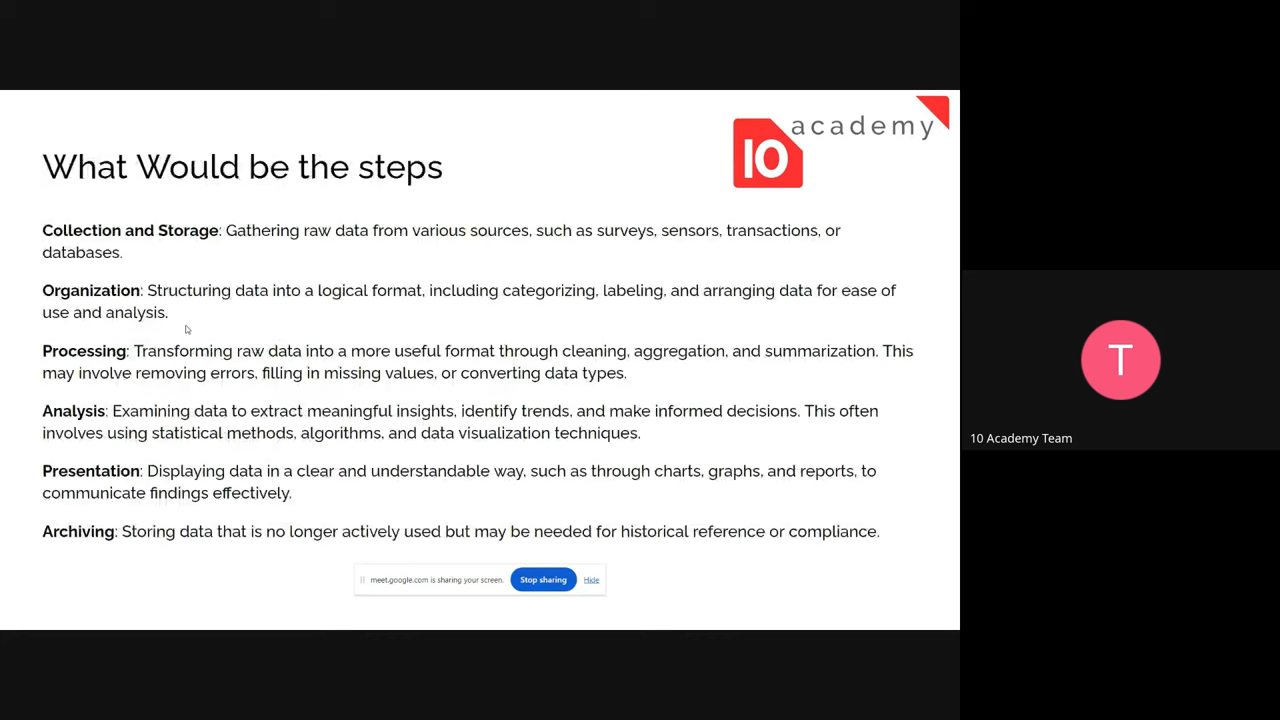 10 academy
What Would be the steps
Collection and Storage: Gathering raw data from various sources, such as surveys, sensors, transactions, or
databases.
Organization: Structuring data into a logical format, including categorizing, labeling, and arranging data for ease of
use and analysis.
Processing: Transforming raw data into a more useful format through cleaning, aggregation, and summarization. This
may involve removing errors, filling in missing values, or converting data types.
Analysis: Examining data to extract meaningful insights, identify trends, and make informed decisions. This often
involves using statistical methods, algorithms, and data visualization techniques.
Presentation: Displaying data in a clear and understandable way, such as through charts, graphs, and reports, to
communicate findings effectively.
Archiving: Storing data that is no longer actively used but may be needed for historical reference or compliance.
meet.google.com is sharing your screen. Stop sharing Hide
T
10 Academy Team